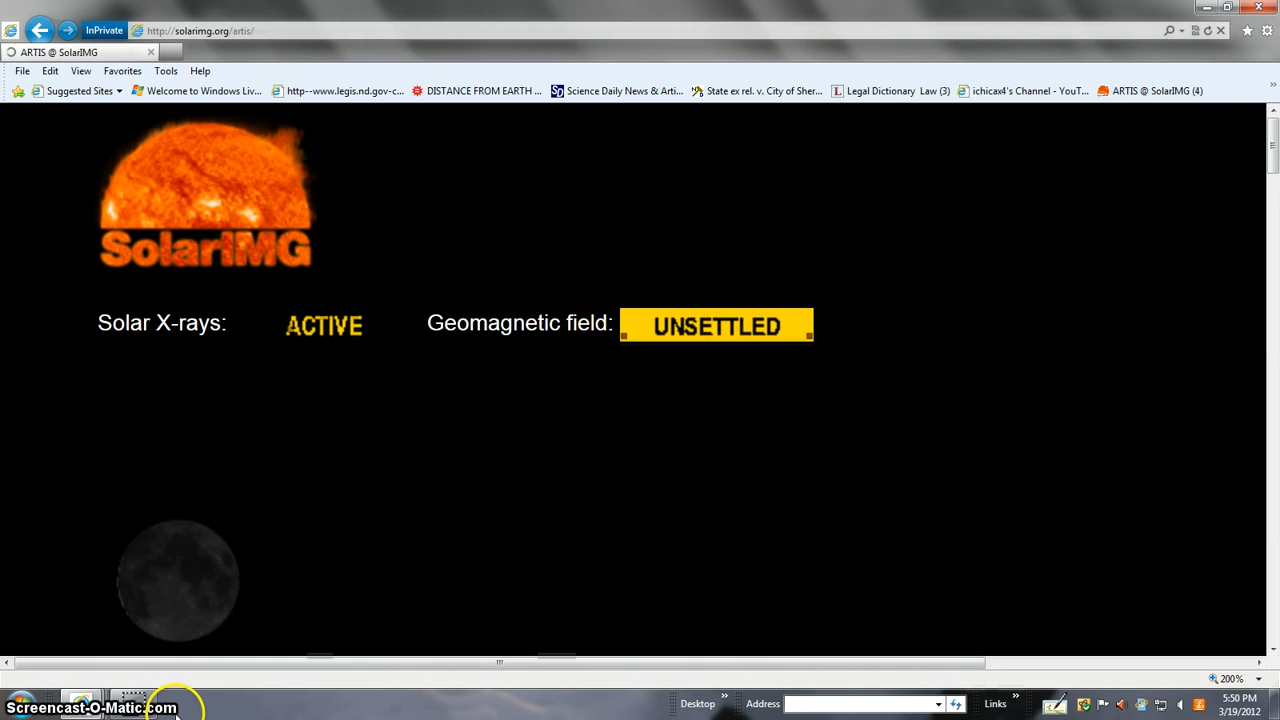 InPrivate
http://solarimg.org/artis/
ARTIS @ SolarIMG
File Edit View Favorites Tools Help
Suggested Sites
Welcome to Windows Liv...
http--www.legis.nd.gov-c...
DISTANCE FROM EARTH ...
Sp
Science Daily News & Arti...
State ex rel. v. City of Sher...
L
Legal Dictionary Law (3)
ichicax4's Channel - YouT...
ARTIS @ SolarIMG (4)
SolarIMG
Solar X-rays: ACTIVE Geomagnetic field: UNSETTLED
200%
Screencast-O-Matic.com
Desktop
Address
Links
5:50 PM
3/19/2012